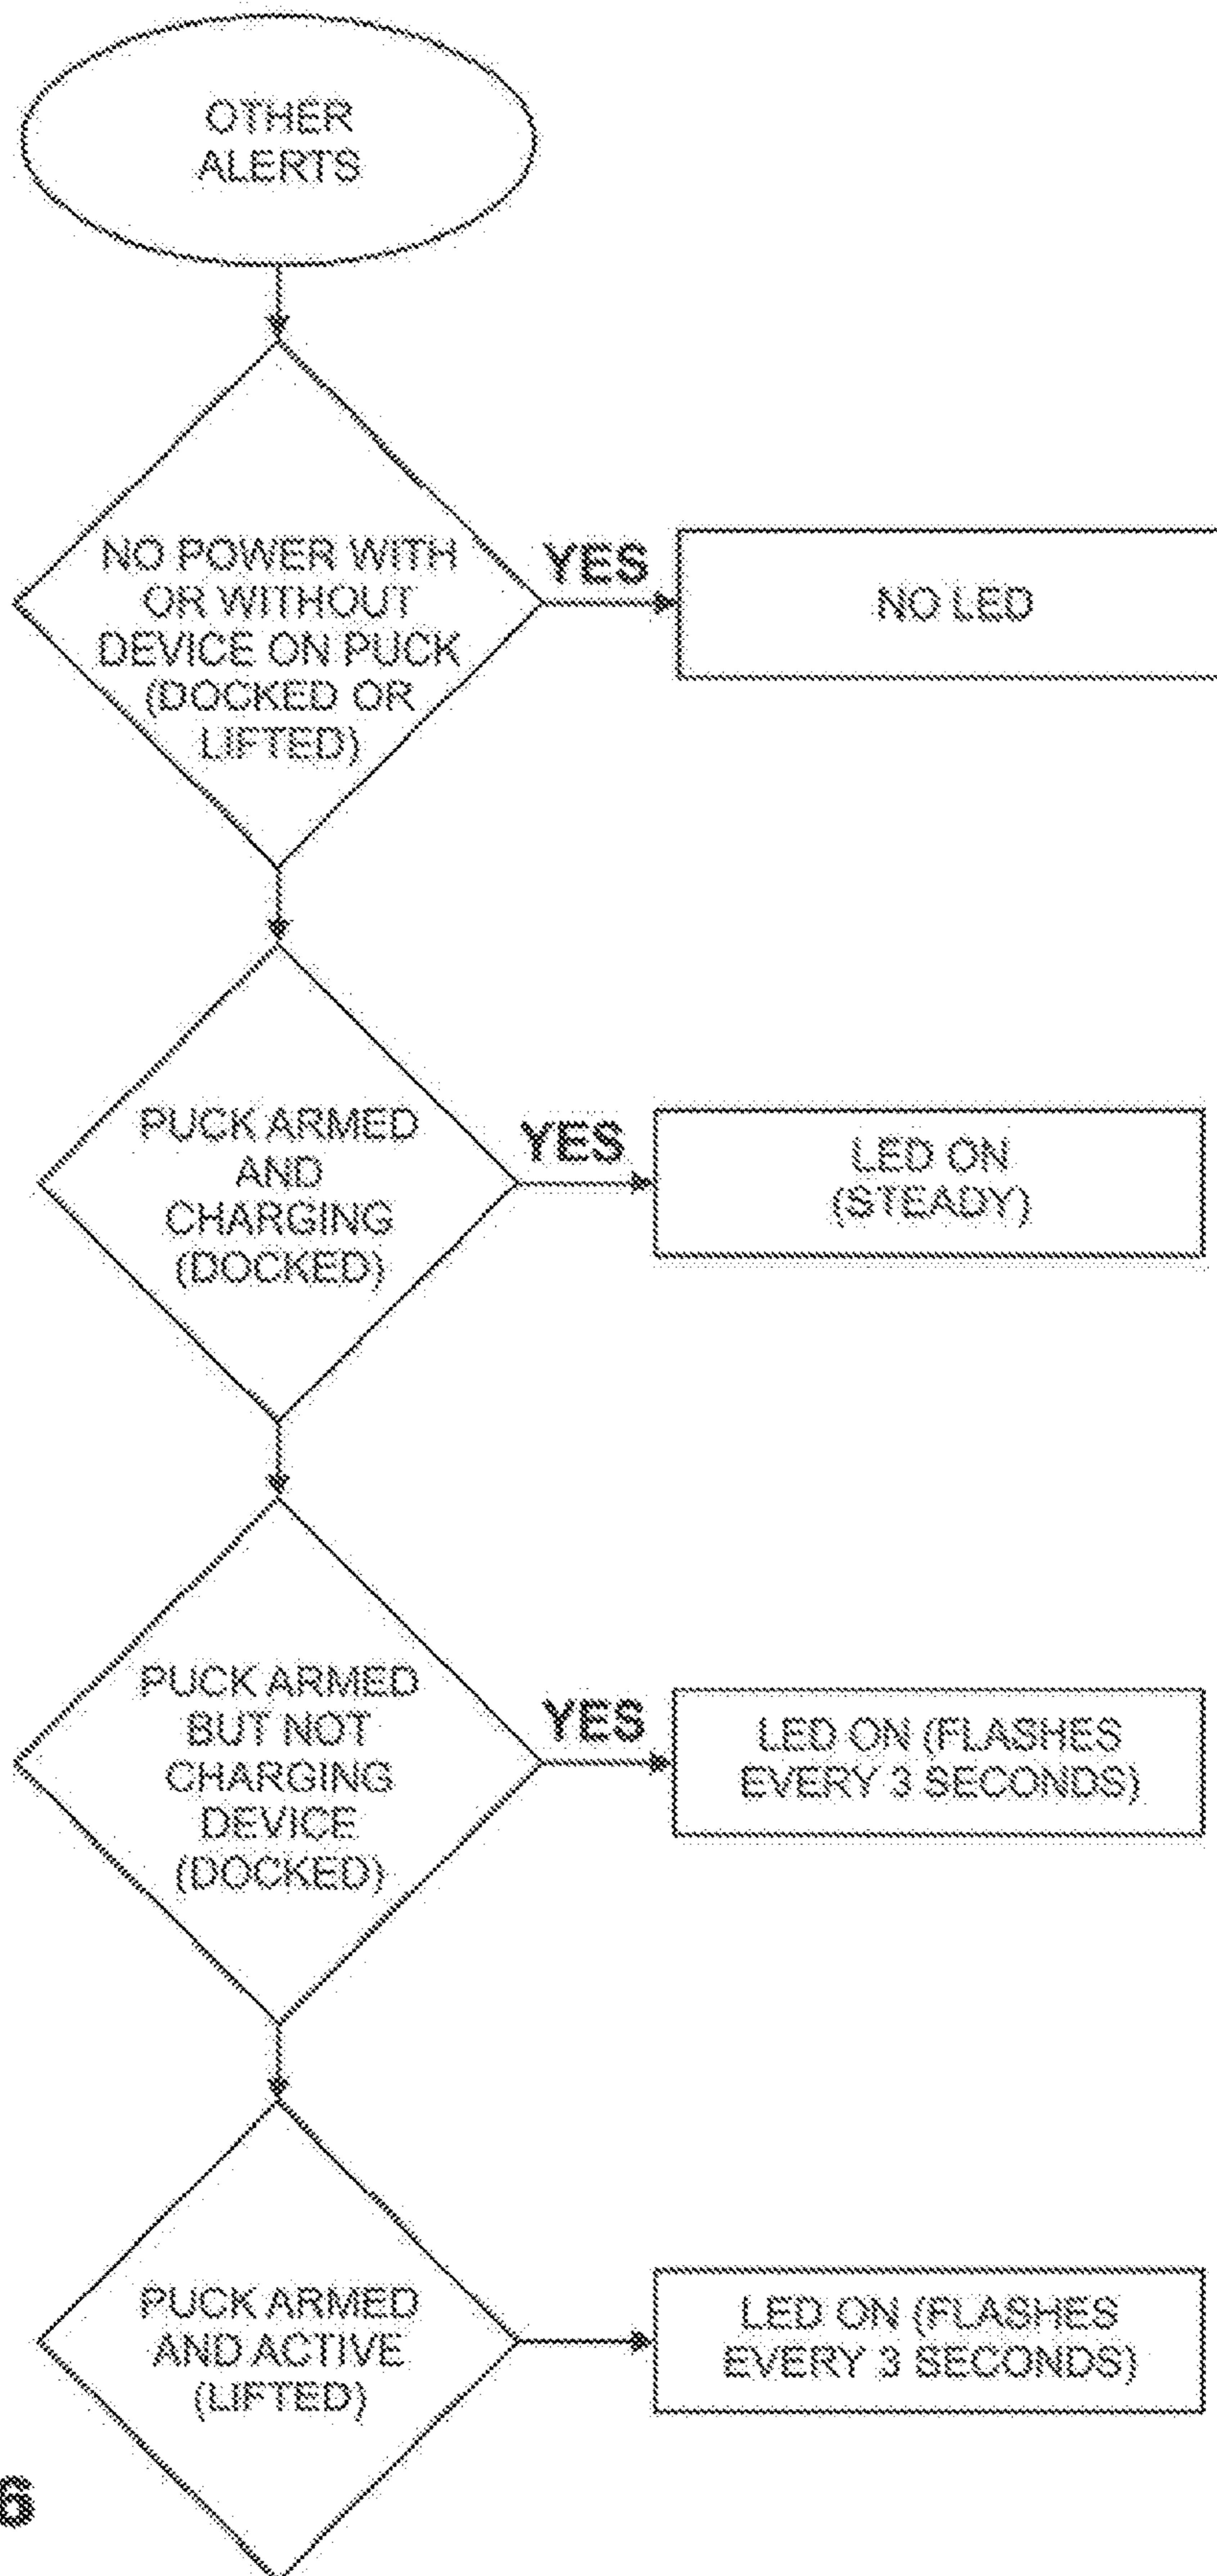 OTHER
ALERTS
NO POWER WITH
OR WITHOUT
DEVICE ON PUCK
(DOCKED OR
LIFTED)
YES
NO LED
PUCK ARMED
AND
CHARGING
(DOCKED)
YES
LED ON
(STEADY)
PUCK ARMED
BUT NOT
CHARGING
DEVICE
(DOCKED)
YES
LED ON (FLASHES
EVERY 3 SECONDS)
PUCK ARMED
AND ACTIVE
(LIFTED)
LED ON (FLASHES
EVERY 3 SECONDS)
6